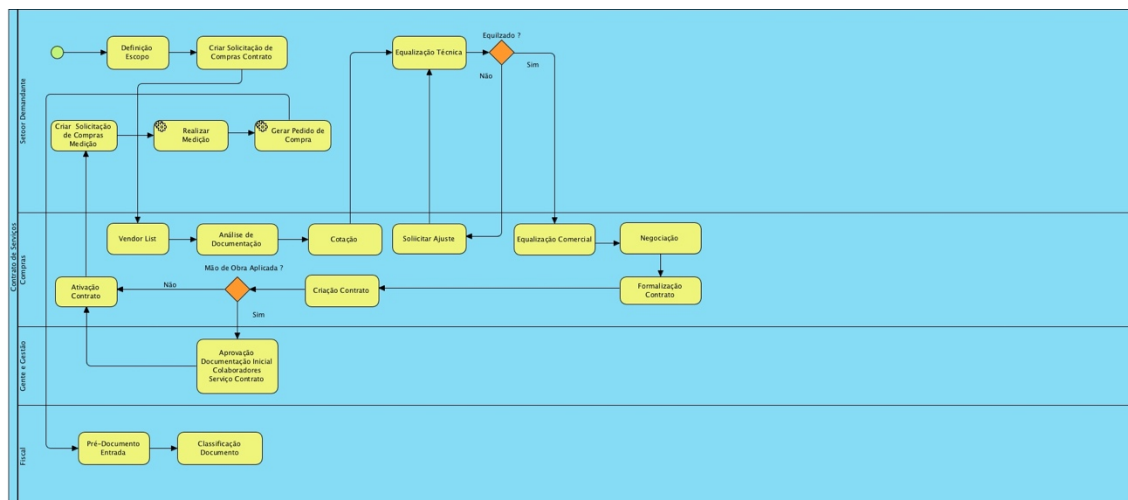 Contrato de Serviços
Setoor Demandante
Definição
Escopo
Criar Solicitação de
Compras Contrato
Equalização Técnica
Equilzado ?
Não
Sim
Criar Solicitação
de Compras
Medição
Realizar
Medição
Gerar Pedido de
Compra
Compras
Vendor List
Análise de
Documentação
Cotação
Soliicitar Ajuste
Equalização Comercial
Negociação
Ativação
Contrato
Não
Mão de Obra Aplicada ?
Sim
Criação Contrato
Formalização
Contrato
Gente e Gestão
Aprovação
Documentação Inicial
Colaboradores
Serviço Contrato
Fiscal
Pré-Documento
Entrada
Classificação
Documento